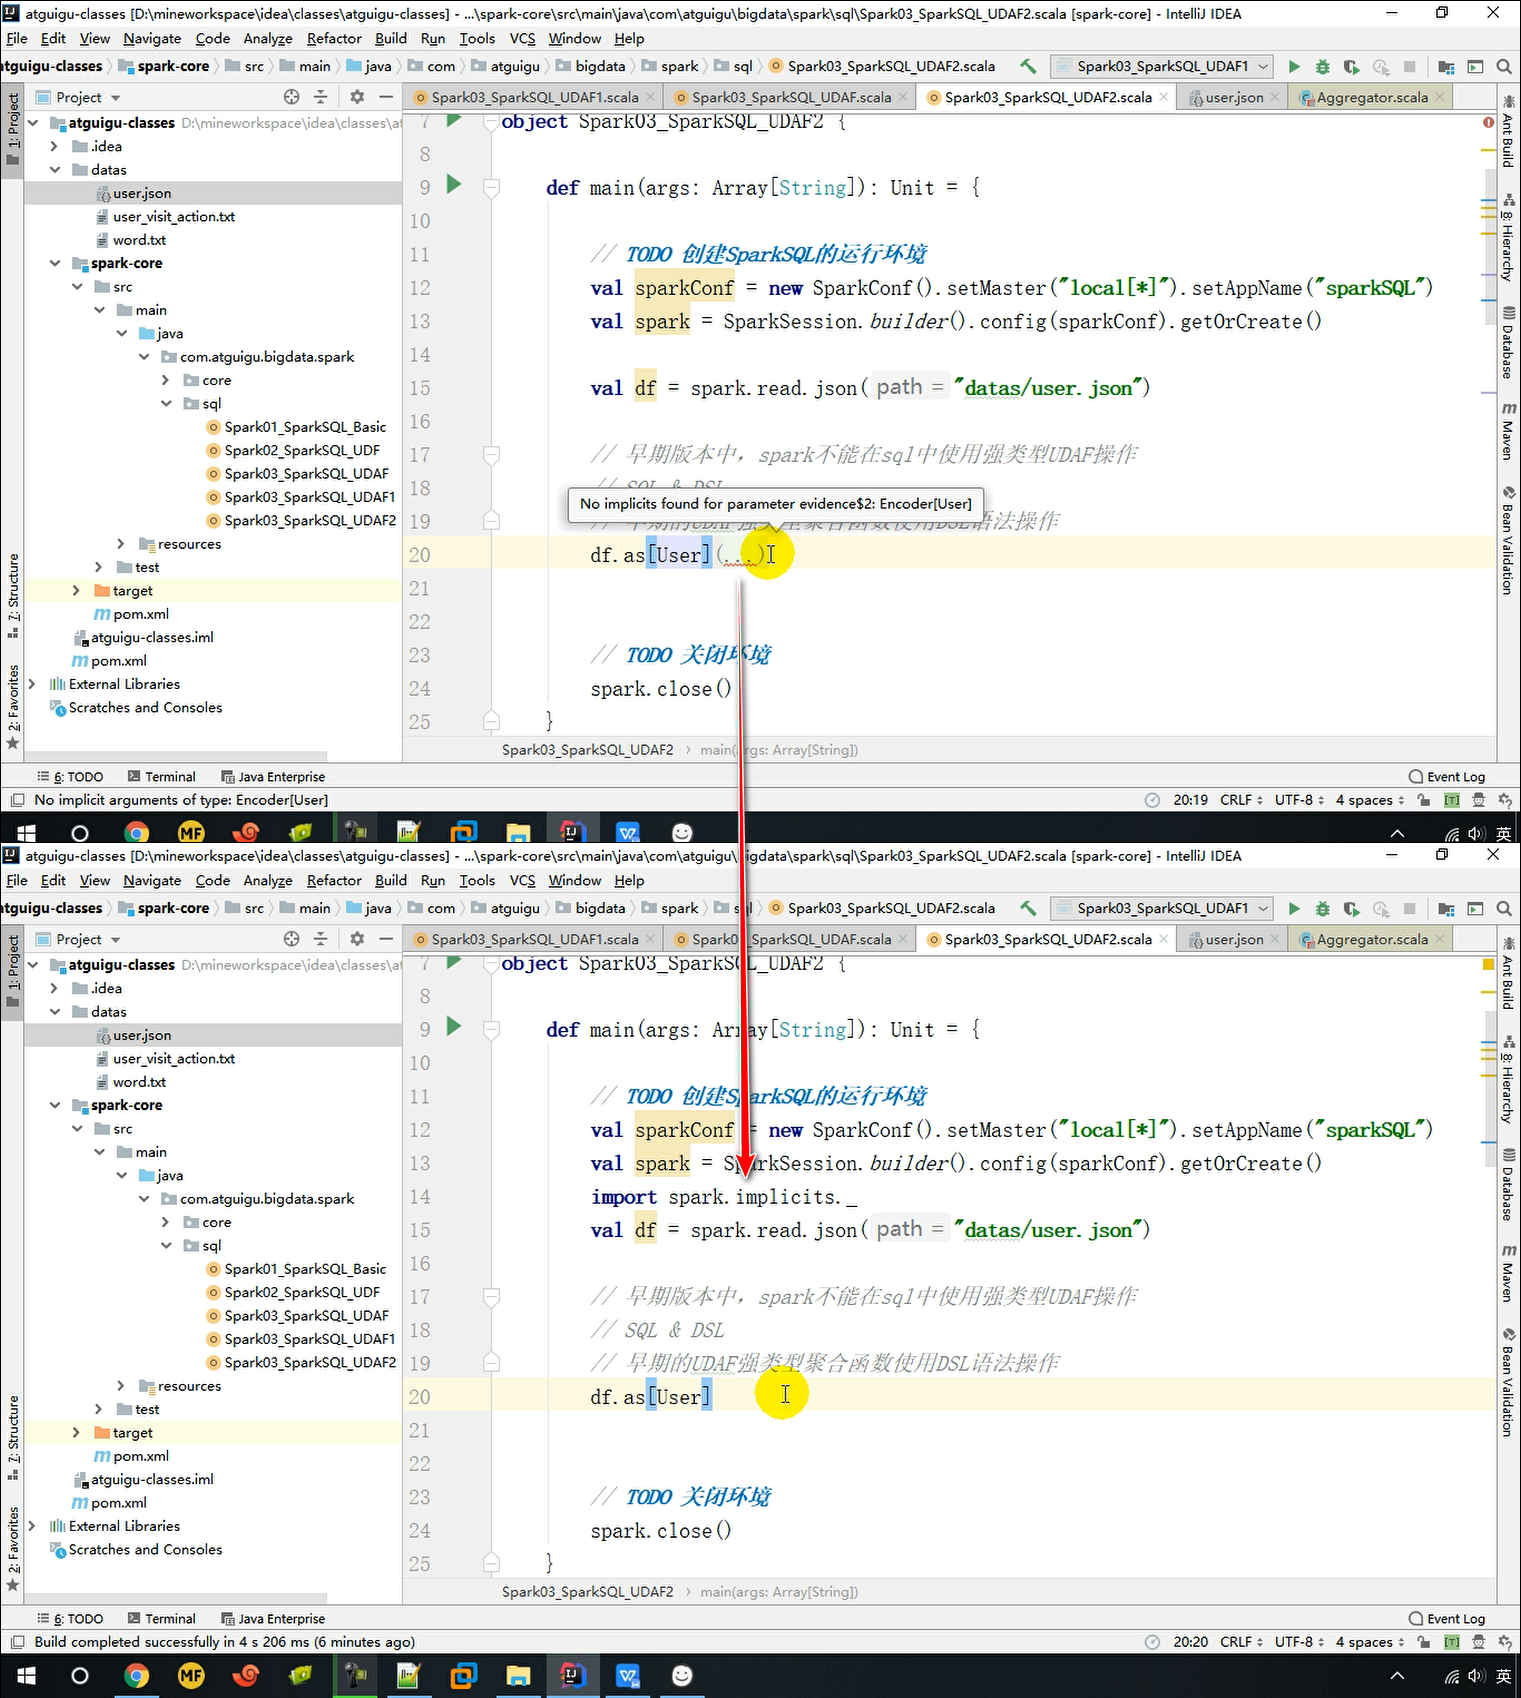 atguigu-classes [D:\mineworkspace\idea\classes\atguigu-classes] - ...\spark-core\src\main\java\com\atguigu\bigdata\spark\sql\Spark03_SparkSQL_UDAF2.scala [spark-core] - IntelliJ IDEA
File Edit View Navigate Code Analyze Refactor Build Run Tools VCS Window Help
atguigu-classes spark-core src main java com atguigu bigdata spark sql Spark03_SparkSQL_UDAF2.scala Spark03_SparkSQL_UDAF1
Project Spark03_SparkSQL_UDAF1.scala Spark03_SparkSQL_UDAF.scala Spark03_SparkSQL_UDAF2.scala user.json Aggregator.scala
1: Project
7: Structure
2: Favorites
atguigu-classes D:\mineworkspace\idea\classes\at
.idea
datas
user.json
user_visit_action.txt
word.txt
spark-core
src
main
java
com.atguigu.bigdata.spark
core
sql
Spark01_SparkSQL_Basic
Spark02_SparkSQL_UDF
Spark03_SparkSQL_UDAF
Spark03_SparkSQL_UDAF1
Spark03_SparkSQL_UDAF2
resources
test
target
m pom.xml
atguigu-classes.iml
m pom.xml
External Libraries
Scratches and Consoles
7 object Spark03_SparkSQL_UDAF2 {
8
9 def main(args: Array[String]): Unit = {
10
11 // TODO 创建SparkSQL的运行环境
12 val sparkConf = new SparkConf().setMaster("local[*]").setAppName("sparkSQL")
13 val spark = SparkSession.builder().config(sparkConf).getOrCreate()
14
15 val df = spark.read.json( path = "datas/user.json")
16
17 // 早期版本中，spark不能在sql中使用强类型UDAF操作
18 // SQL & DSL
No implicits found for parameter evidence$2: Encoder[User]
19 // 早期的UDAF强类型聚合函数使用DSL语法操作
20 df.as[User](...)
21
22
23 // TODO 关闭环境
24 spark.close()
25 }
Spark03_SparkSQL_UDAF2 main(args: Array[String])
Ant Build
8: Hierarchy
Database
m Maven
Bean Validation
6: TODO Terminal Java Enterprise Event Log
No implicit arguments of type: Encoder[User] 20:19 CRLF UTF-8 4 spaces [T]
MF 英
atguigu-classes [D:\mineworkspace\idea\classes\atguigu-classes] - ...\spark-core\src\main\java\com\atguigu\bigdata\spark\sql\Spark03_SparkSQL_UDAF2.scala [spark-core] - IntelliJ IDEA
File Edit View Navigate Code Analyze Refactor Build Run Tools VCS Window Help
atguigu-classes spark-core src main java com atguigu bigdata spark sql Spark03_SparkSQL_UDAF2.scala Spark03_SparkSQL_UDAF1
Project Spark03_SparkSQL_UDAF1.scala Spark03_SparkSQL_UDAF.scala Spark03_SparkSQL_UDAF2.scala user.json Aggregator.scala
1: Project
7: Structure
2: Favorites
atguigu-classes D:\mineworkspace\idea\classes\at
.idea
datas
user.json
user_visit_action.txt
word.txt
spark-core
src
main
java
com.atguigu.bigdata.spark
core
sql
Spark01_SparkSQL_Basic
Spark02_SparkSQL_UDF
Spark03_SparkSQL_UDAF
Spark03_SparkSQL_UDAF1
Spark03_SparkSQL_UDAF2
resources
test
target
m pom.xml
atguigu-classes.iml
m pom.xml
External Libraries
Scratches and Consoles
7 object Spark03_SparkSQL_UDAF2 {
8
9 def main(args: Array[String]): Unit = {
10
11 // TODO 创建SparkSQL的运行环境
12 val sparkConf = new SparkConf().setMaster("local[*]").setAppName("sparkSQL")
13 val spark = SparkSession.builder().config(sparkConf).getOrCreate()
14 import spark.implicits._
15 val df = spark.read.json( path = "datas/user.json")
16
17 // 早期版本中，spark不能在sql中使用强类型UDAF操作
18 // SQL & DSL
19 // 早期的UDAF强类型聚合函数使用DSL语法操作
20 df.as[User]
21
22
23 // TODO 关闭环境
24 spark.close()
25 }
Spark03_SparkSQL_UDAF2 main(args: Array[String])
Ant Build
8: Hierarchy
Database
m Maven
Bean Validation
6: TODO Terminal Java Enterprise Event Log
Build completed successfully in 4 s 206 ms (6 minutes ago) 20:20 CRLF UTF-8 4 spaces [T]
MF 英